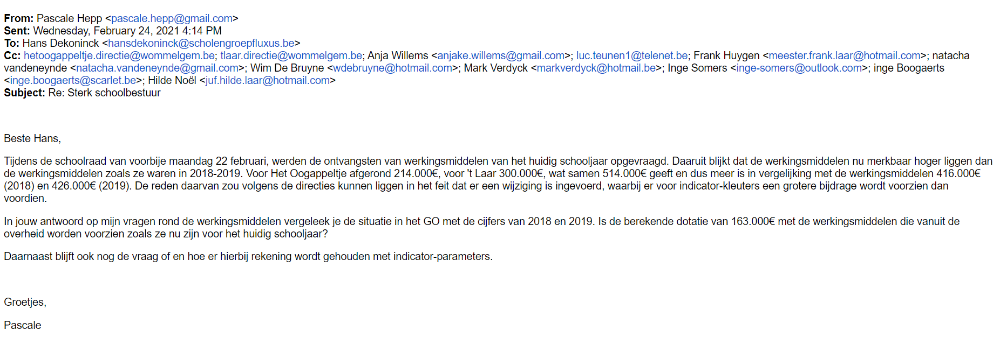 From: Pascale Hepp <pascale.hepp@gmail.com>
Sent: Wednesday, February 24, 2021 4:14 PM
To: Hans Dekoninck <hansdekoninck@scholengroepfluxus.be>
Cc: hetoogappeltje.directie@wommelgem.be; tlaar.directie@wommelgem.be; Anja Willems <anjake.willems@gmail.com>; luc.teunen1@telenet.be; Frank Huygen <meester.frank.laar@hotmail.com>; natacha
vandeneynde <natacha.vandeneynde@gmail.com>; Wim De Bruyne <wdebruyne@hotmail.com>; Mark Verdyck <markverdyck@hotmail.be>; Inge Somers <inge-somers@outlook.com>; inge Boogaerts
<inge.boogaerts@scarlet.be>; Hilde Noël <juf.hilde.laar@hotmail.com>
Subject: Re: Sterk schoolbestuur
Beste Hans,
Tijdens de schoolraad van voorbije maandag 22 februari, werden de ontvangsten van werkingsmiddelen van het huidig schooljaar opgevraagd. Daaruit blijkt dat de werkingsmiddelen nu merkbaar hoger liggen dan
de werkingsmiddelen zoals ze waren in 2018-2019. Voor Het Oogappeltje afgerond 214.000€, voor 't Laar 300.000€, wat samen 514.000€ geeft en dus meer is in vergelijking met de werkingsmiddelen 416.000€
(2018) en 426.000€ (2019). De reden daarvan zou volgens de directies kunnen liggen in het feit dat er een wijziging is ingevoerd, waarbij er voor indicator-kleuters een grotere bijdrage wordt voorzien dan
voordien.
In jouw antwoord op mijn vragen rond de werkingsmiddelen vergeleek je de situatie in het GO met de cijfers van 2018 en 2019. Is de berekende dotatie van 163.000€ met de werkingsmiddelen die vanuit de
overheid worden voorzien zoals ze nu zijn voor het huidig schooljaar?
Daarnaast blijft ook nog de vraag of en hoe er hierbij rekening wordt gehouden met indicator-parameters.
Groetjes,
Pascale